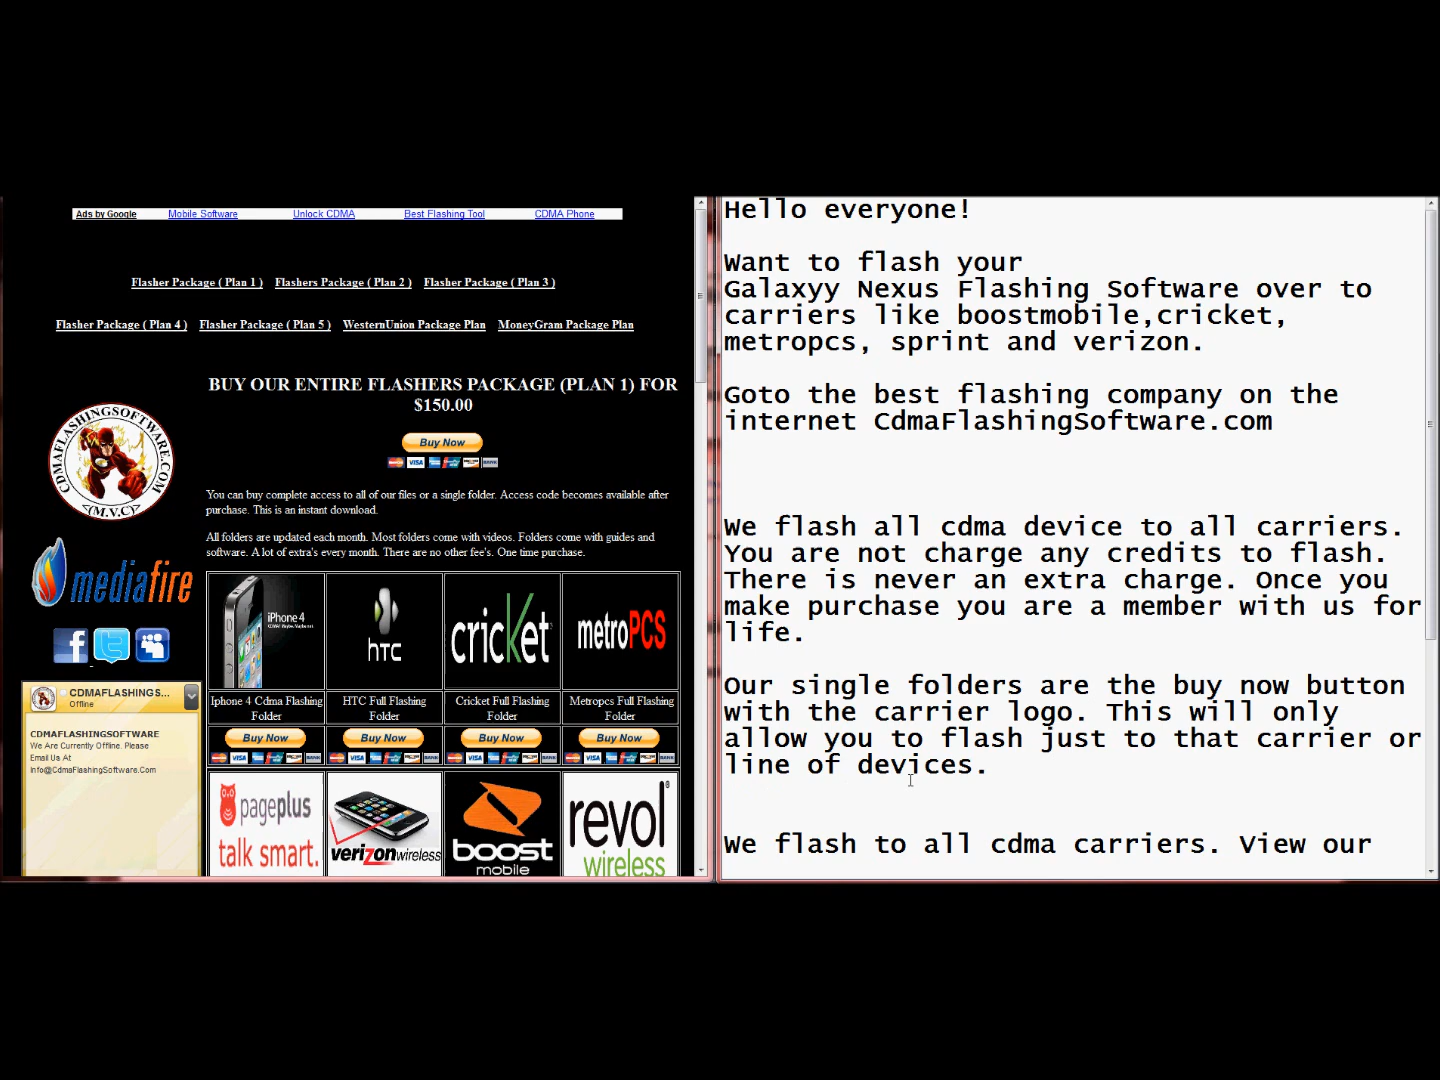 Ads by Google Mobile Software Unlock CDMA Best Flashing Tool CDMA Phone
Flasher Package ( Plan 1 ) Flashers Package ( Plan 2 ) Flasher Package ( Plan 3 )
Flasher Package ( Plan 4 ) Flasher Package ( Plan 5 ) WesternUnion Package Plan MoneyGram Package Plan
BUY OUR ENTIRE FLASHERS PACKAGE (PLAN 1) FOR
$150.00
Buy Now
VISA
BANK
CDMAFLASHINGSOFTWARE.COM
(M.V.C)
You can buy complete access to all of our files or a single folder. Access code becomes available after
purchase. This is an instant download.
All folders are updated each month. Most folders come with videos. Folders come with guides and
software. A lot of extra's every month. There are no other fee's. One time purchase.
mediafire
iPhone 4
hTC
cricket
metroPCS
Iphone 4 Cdma Flashing
Folder
HTC Full Flashing
Folder
Cricket Full Flashing
Folder
Metropcs Full Flashing
Folder
Buy Now Buy Now Buy Now Buy Now
VISA BANK VISA BANK VISA BANK VISA BANK
CDMAFLASHINGS...
Offline
CDMAFLASHINGSOFTWARE
We Are Currently Offline. Please
Email Us At
Info@CdmaFlashingSoftware.Com
pageplus
talk smart.
verizonwireless
boost
mobile
revol
wireless
Hello everyone!
Want to flash your
Galaxyy Nexus Flashing Software over to
carriers like boostmobile,cricket,
metropcs, sprint and verizon.
Goto the best flashing company on the
internet CdmaFlashingSoftware.com
We flash all cdma device to all carriers.
You are not charge any credits to flash.
There is never an extra charge. Once you
make purchase you are a member with us for
life.
Our single folders are the buy now button
with the carrier logo. This will only
allow you to flash just to that carrier or
line of devices.
We flash to all cdma carriers. View our